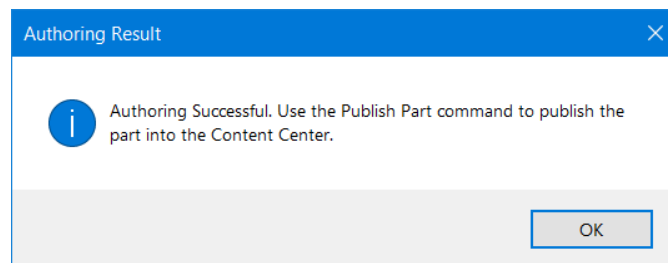 Authoring Result
Authoring Successful. Use the Publish Part command to publish the
part into the Content Center.
OK